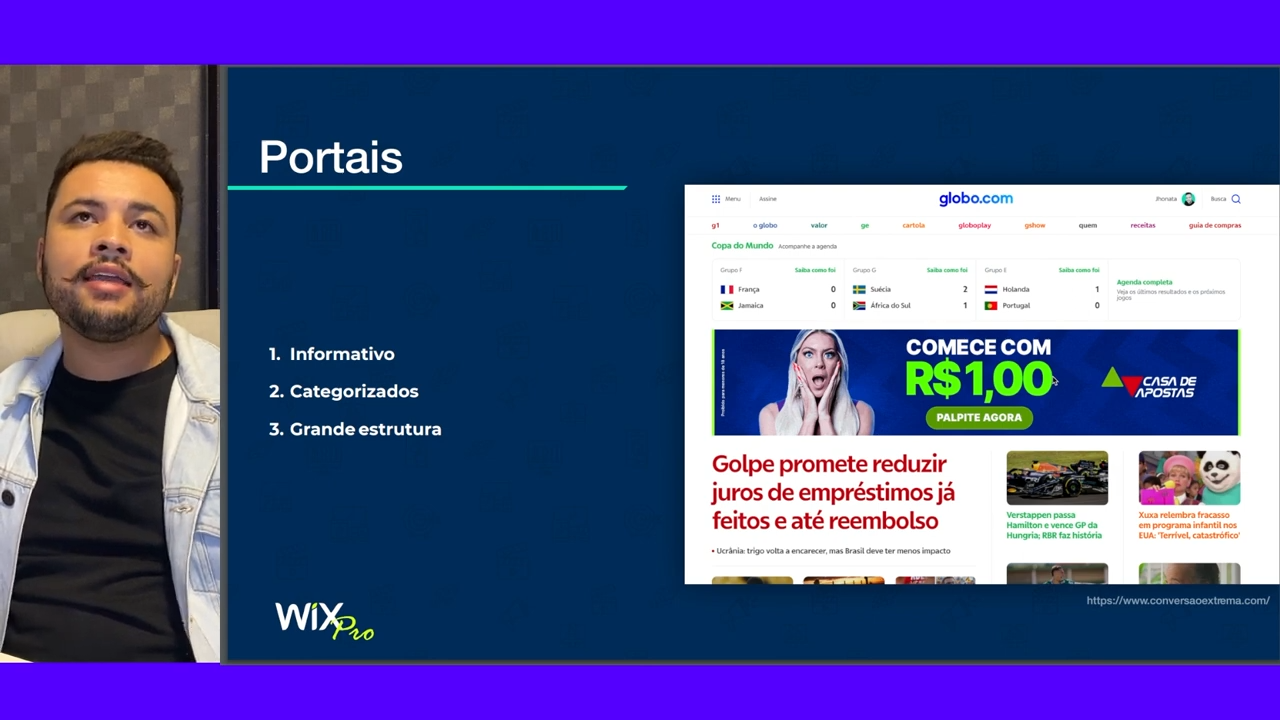 Portais
1. Informativo
2. Categorizados
3. Grande estrutura
WiX Pro
Menu
Assine
globo.com
Jhonata
Busca
g1
o globo
valor
ge
cartola
globoplay
gshow
quem
receitas
guia de compras
Copa do Mundo Acompanhe a agenda
Grupo F Saiba como foi
França 0
Jamaica 0
Grupo G Saiba como foi
Suécia 2
África do Sul 1
Grupo E Saiba como foi
Holanda 1
Portugal 0
Agenda completa
Veja os últimos resultados e os próximos
jogos
Proibido para menores de 18 anos
COMECE COM
R$1,00
PALPITE AGORA
CASA DE
APOSTAS
Golpe promete reduzir
juros de empréstimos já
feitos e até reembolso
• Ucrânia: trigo volta a encarecer, mas Brasil deve ter menos impacto
Verstappen passa
Hamilton e vence GP da
Hungria; RBR faz história
Xuxa relembra fracasso
em programa infantil nos
EUA: 'Terrível, catastrófico'
https://www.conversaoextrema.com/